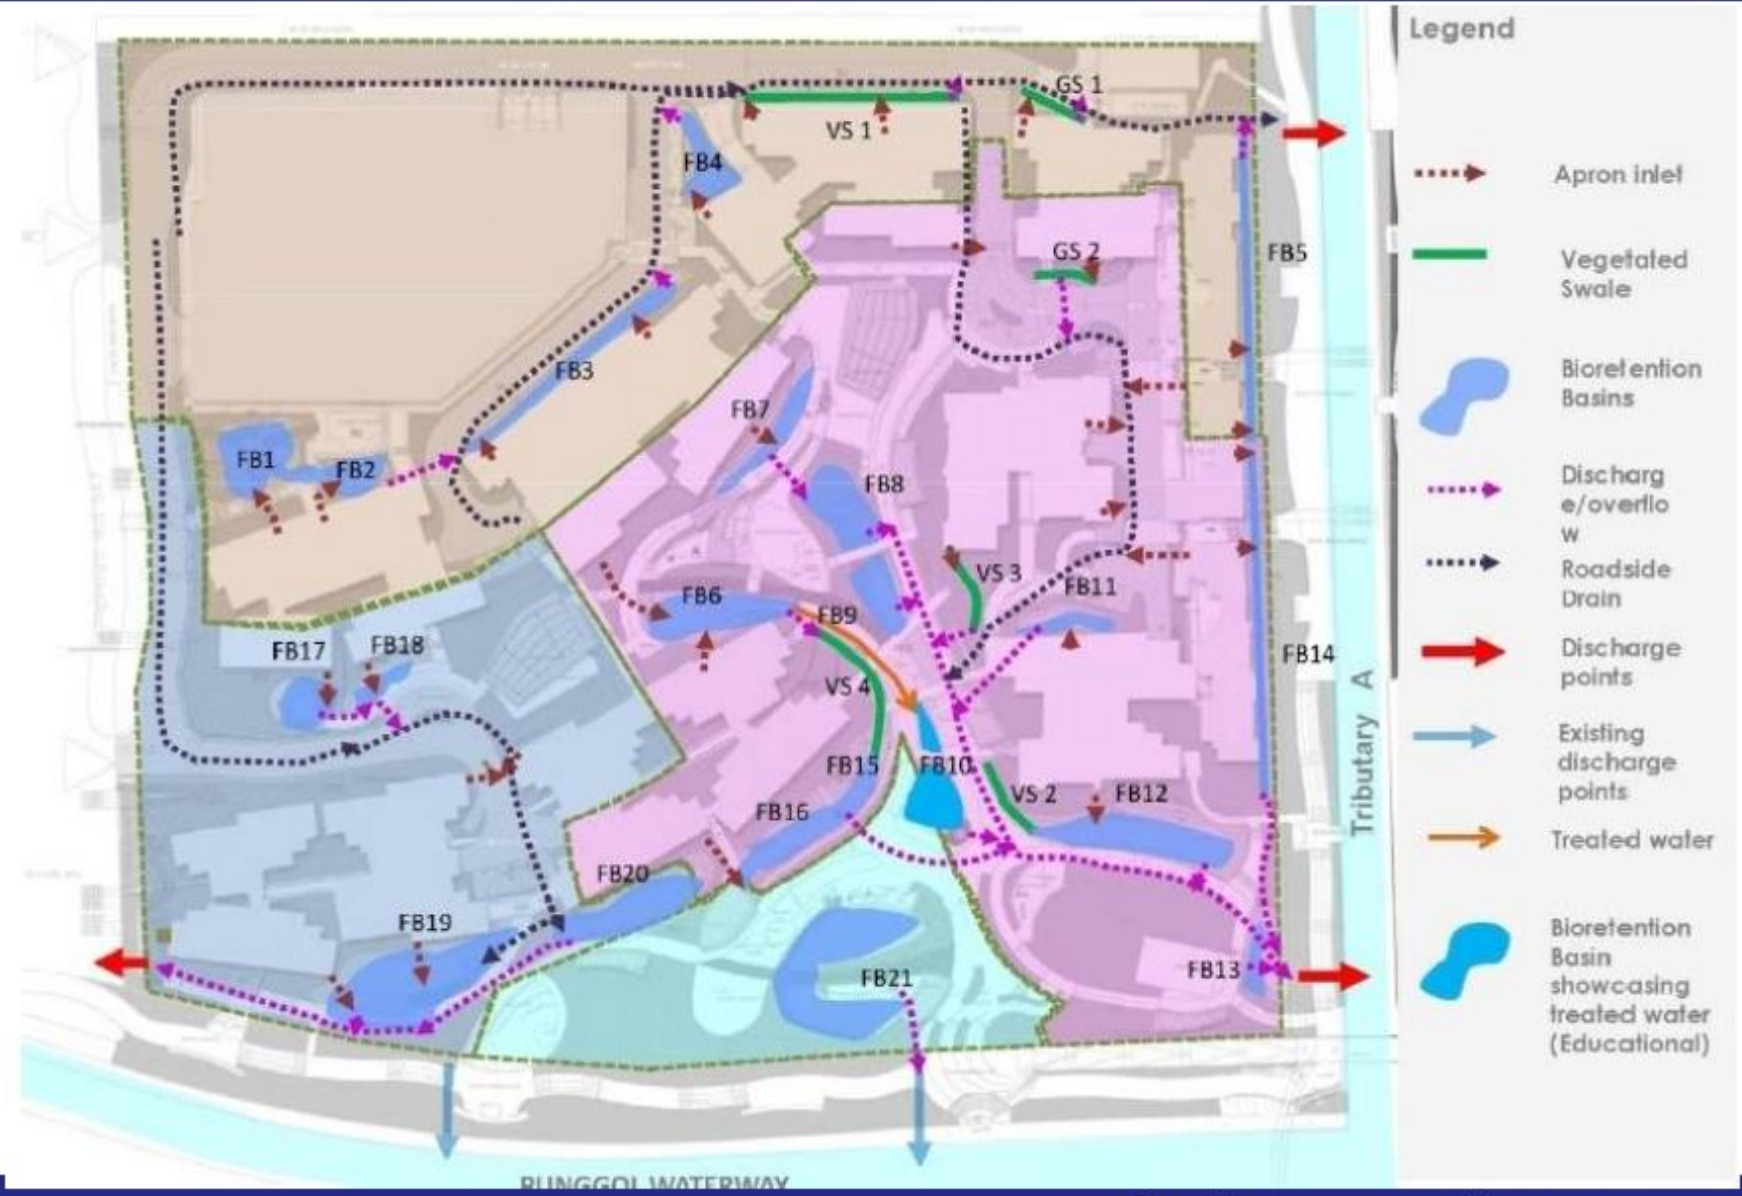 Legend
GS 1
VS 1
FB4
Apron inlet
GS 2
FB5
Vegetated
Swale
FB3
Bioretention
Basins
FB7
FB1
FB2
FB8
Discharg
e/overflo
w
VS 3
FB11
Roadside
Drain
FB6
FB9
FB17
FB18
FB14
Discharge
points
VS 4
Tributary A
FB15
FB10
Existing
discharge
points
VS 2
FB12
FB16
Treated water
FB20
FB19
FB21
FB13
Bioretention
Basin
showcasing
treated water
(Educational)
PUNGGOL WATERWAY